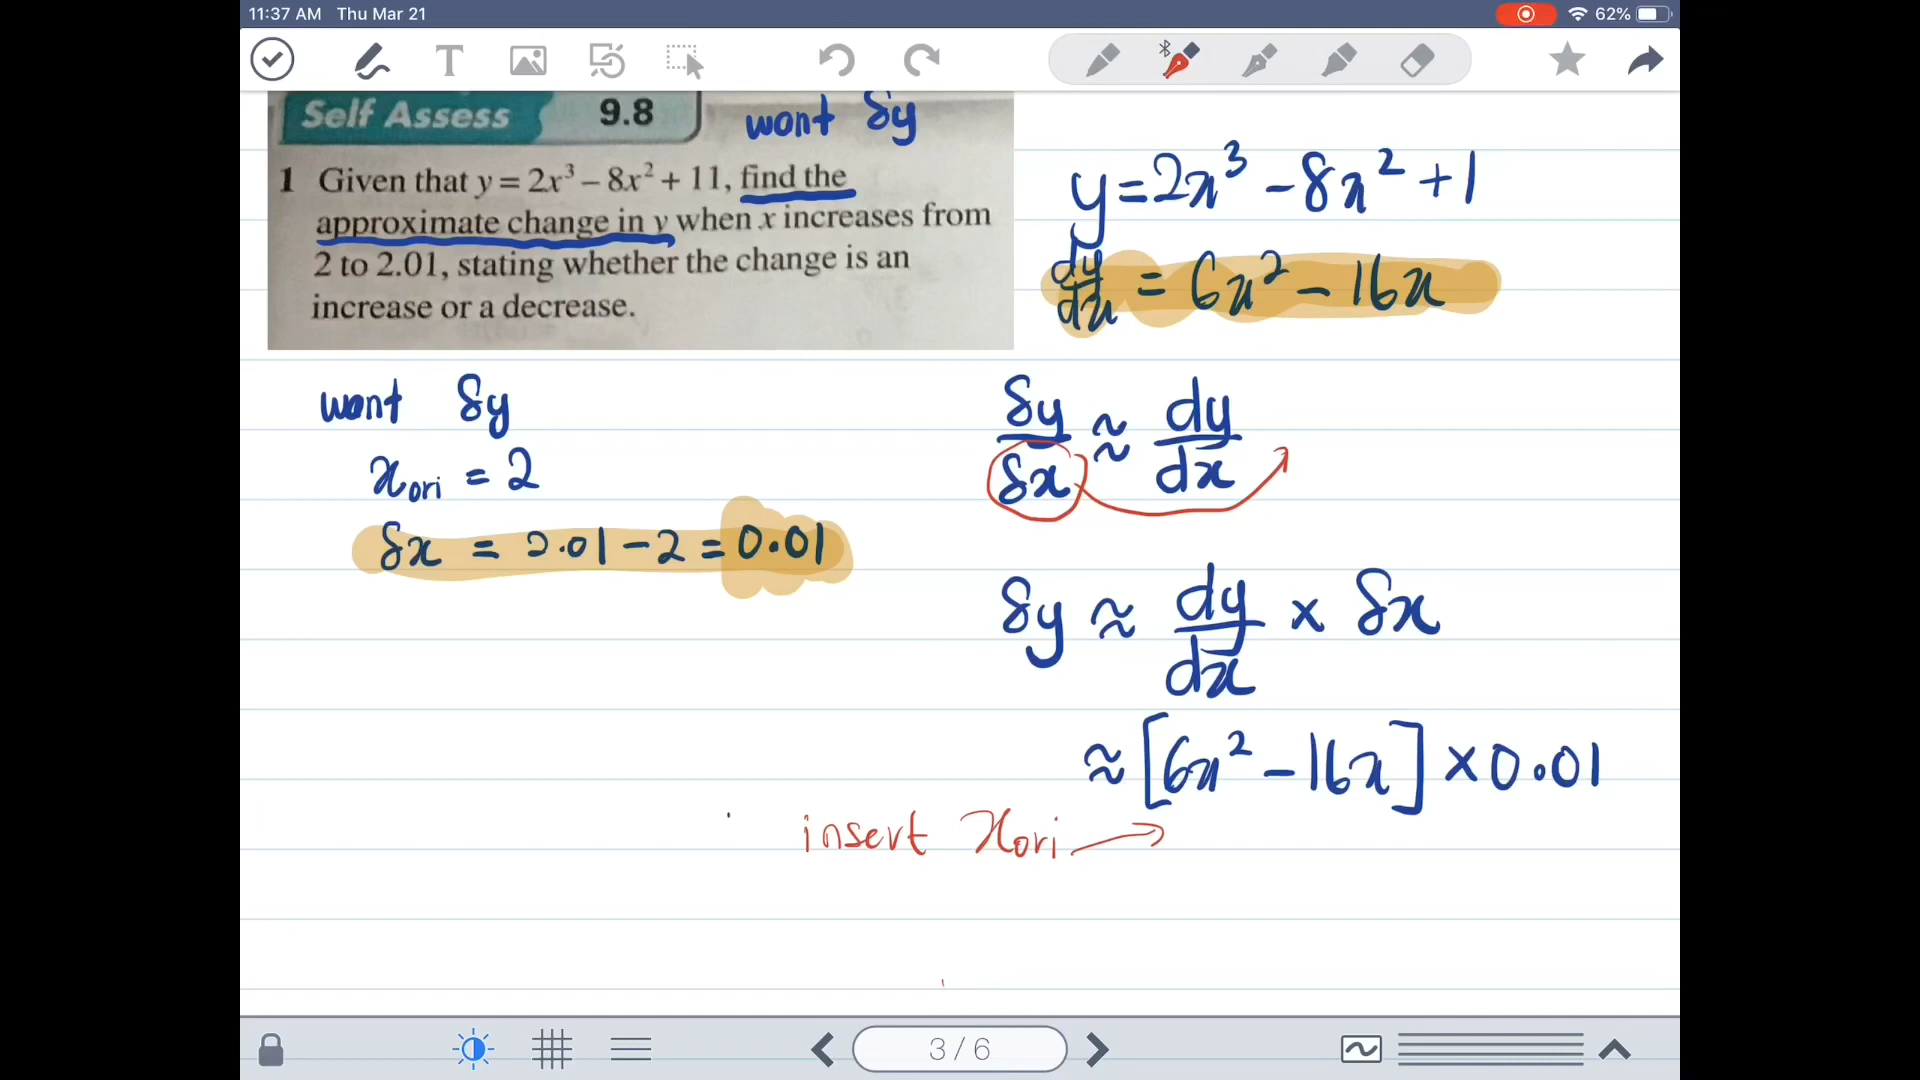 11:37 AM Thu Mar 21
62%
T
Self Assess 9.8
want δy
1 Given that y = 2x³ – 8x² + 11, find the
approximate change in y when x increases from
2 to 2.01, stating whether the change is an
increase or a decrease.
y = 2x³ - 8x² + 1
dy/dx = 6x² - 16x
want δy
x_ori = 2
δx = 2.01 - 2 = 0.01
δy/δx ≈ dy/dx
δy ≈ dy/dx × δx
≈ [6x² - 16x] × 0.01
insert x_ori →
3 / 6